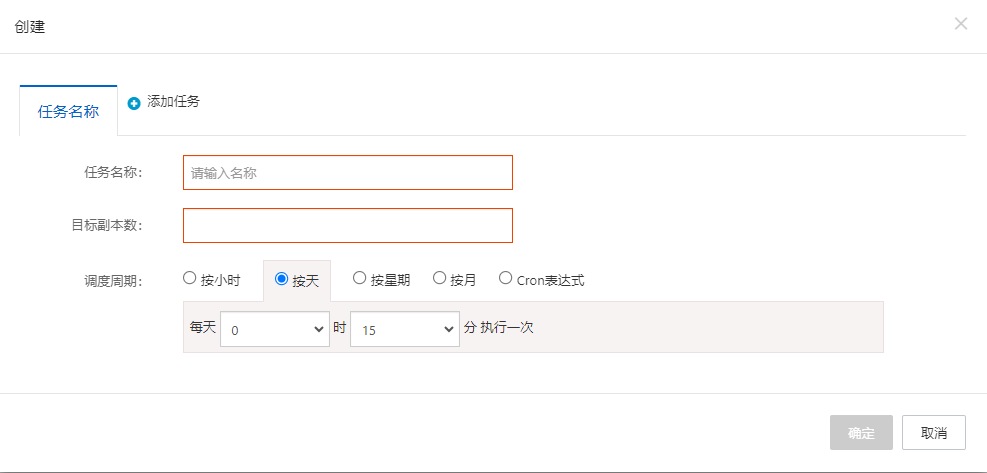 创建
任务名称 添加任务
任务名称: 请输入名称
目标副本数:
调度周期: 按小时 按天 按星期 按月 Cron表达式
每天 0 时 15 分 执行一次
确定 取消